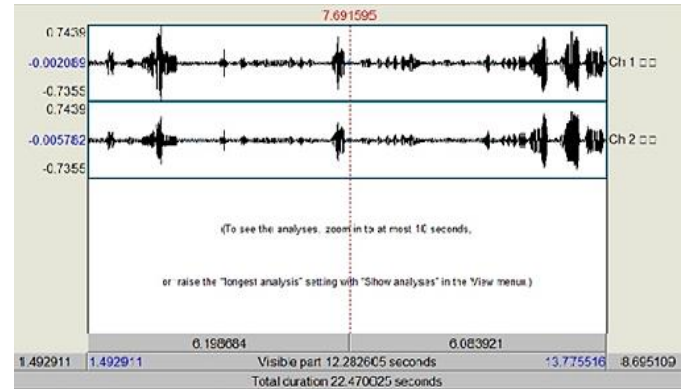 7.691595
0.7439
-0.002089 Ch 1
-0.7355
0.7439
-0.005782 Ch 2
-0.7355
(To see the analyses, zoom in to at most 10 seconds,
or raise the "longest analysis" setting with "Show analyses" in the View menus.)
6.198684 6.083921
1.492911 1.492911 Visible part 12.282605 seconds 13.775516 8.695109
Total duration 22.470625 seconds